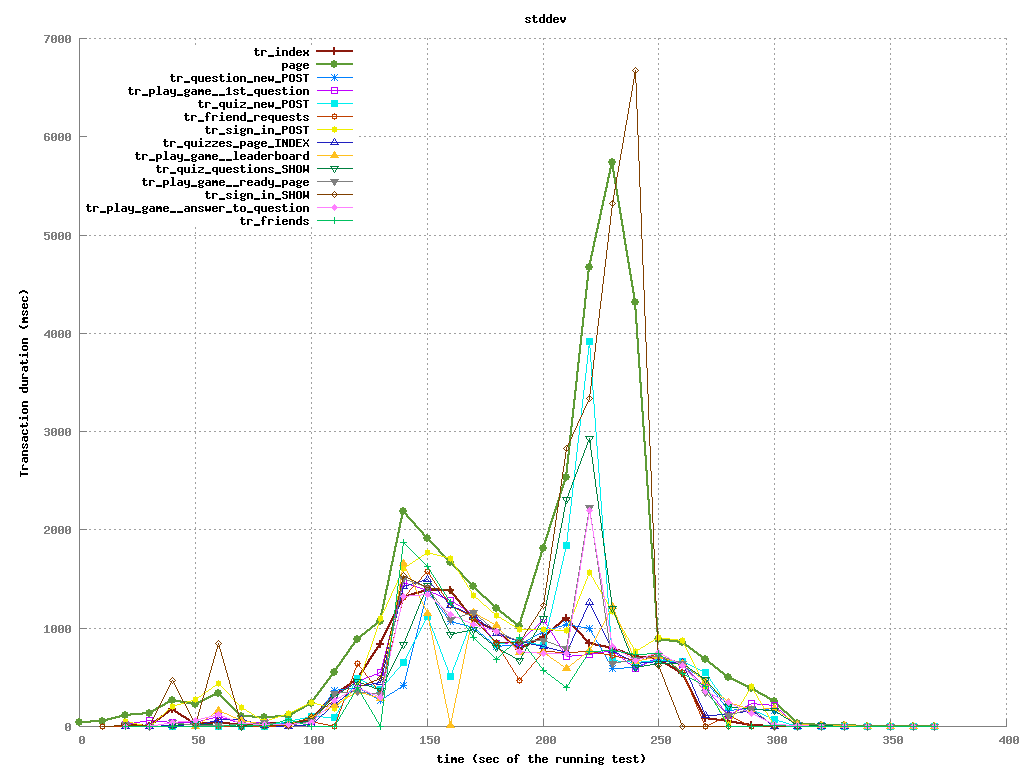 stddev
7000
6000
5000
4000
3000
2000
1000
0
Transaction duration (msec)
tr_index
page
tr_question_new_POST
tr_play_game__1st_question
tr_quiz_new_POST
tr_friend_requests
tr_sign_in_POST
tr_quizzes_page_INDEX
tr_play_game__leaderboard
tr_quiz_questions_SHOW
tr_play_game__ready_page
tr_sign_in_SHOW
tr_play_game__answer_to_question
tr_friends
0 50 100 150 200 250 300 350 400
time (sec of the running test)